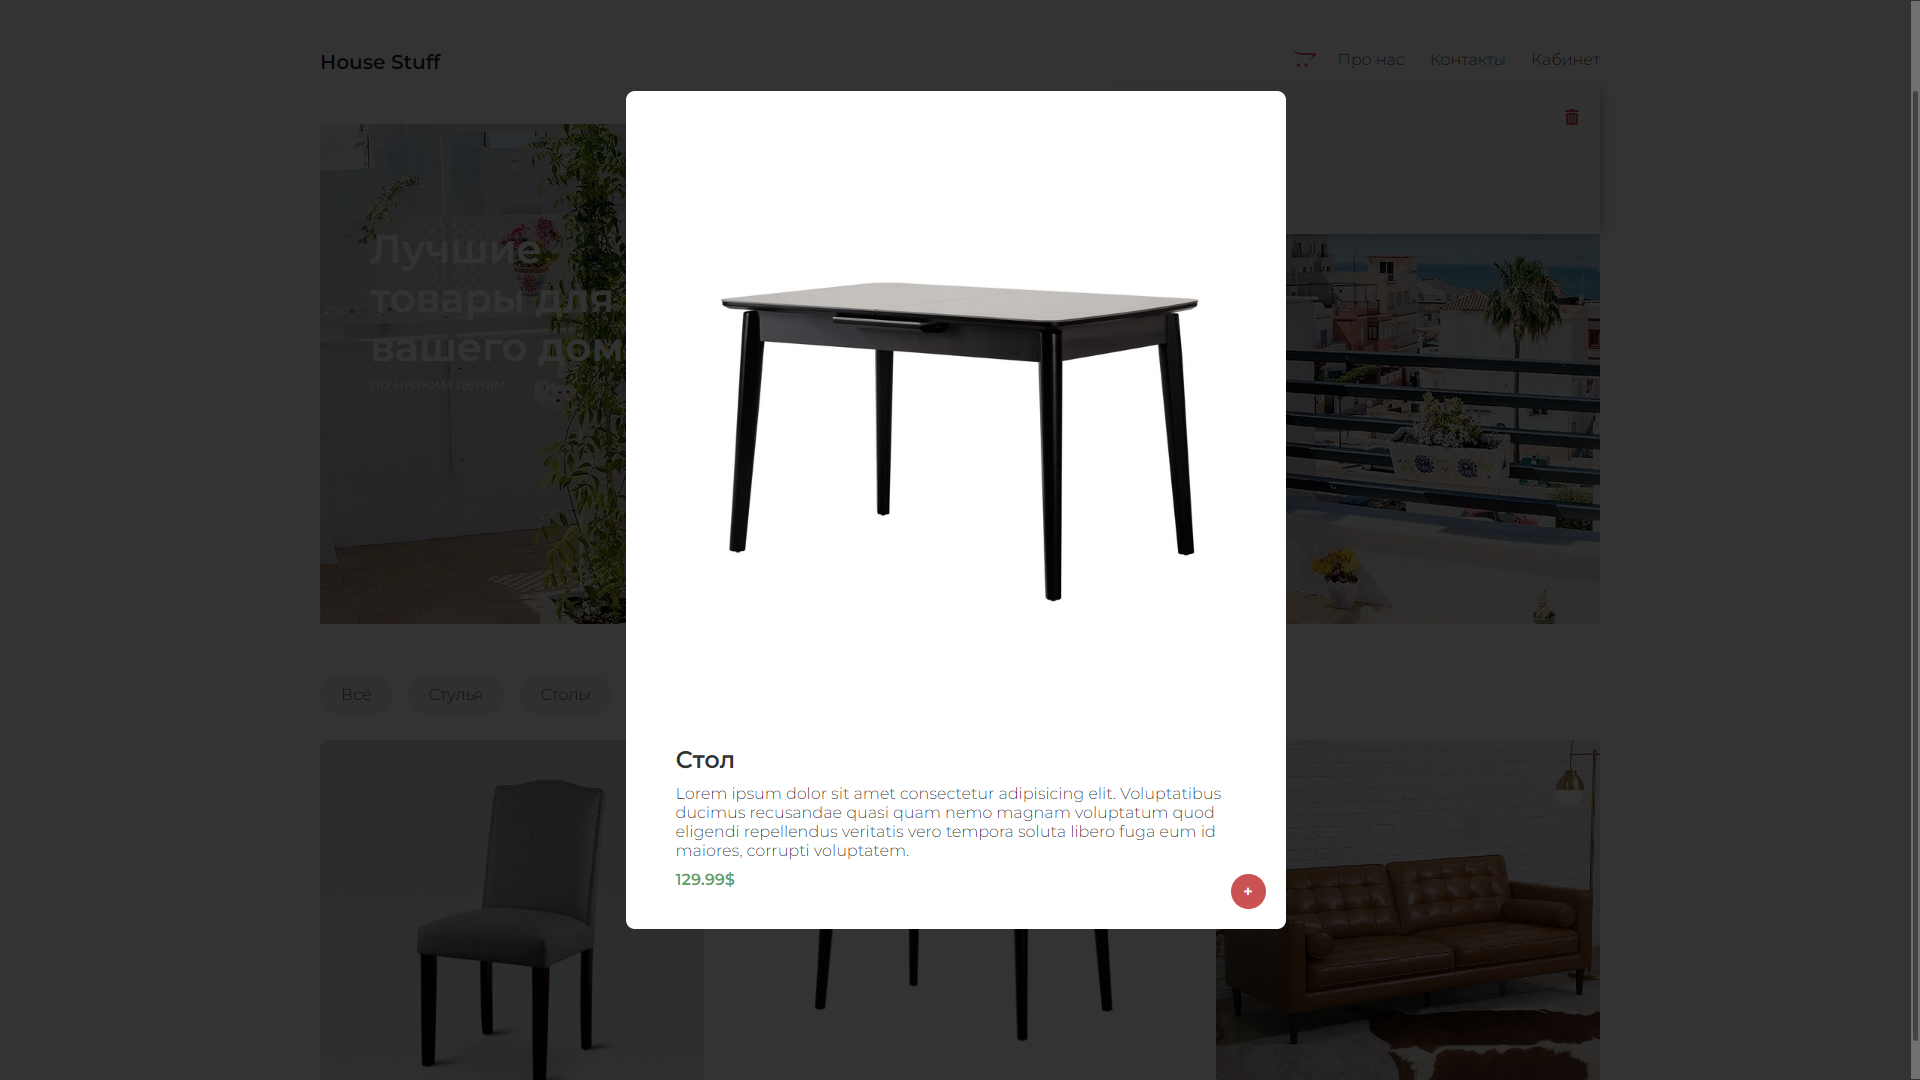 House Stuff
Про нас
Контакты
Кабинет
Лучшие
товары для
вашего дом
по низким ценам
Всё
Стулья
Столы
Стол
Lorem ipsum dolor sit amet consectetur adipisicing elit. Voluptatibus
ducimus recusandae quasi quam nemo magnam voluptatum quod
eligendi repellendus veritatis vero tempora soluta libero fuga eum id
maiores, corrupti voluptatem.
129.99$
+